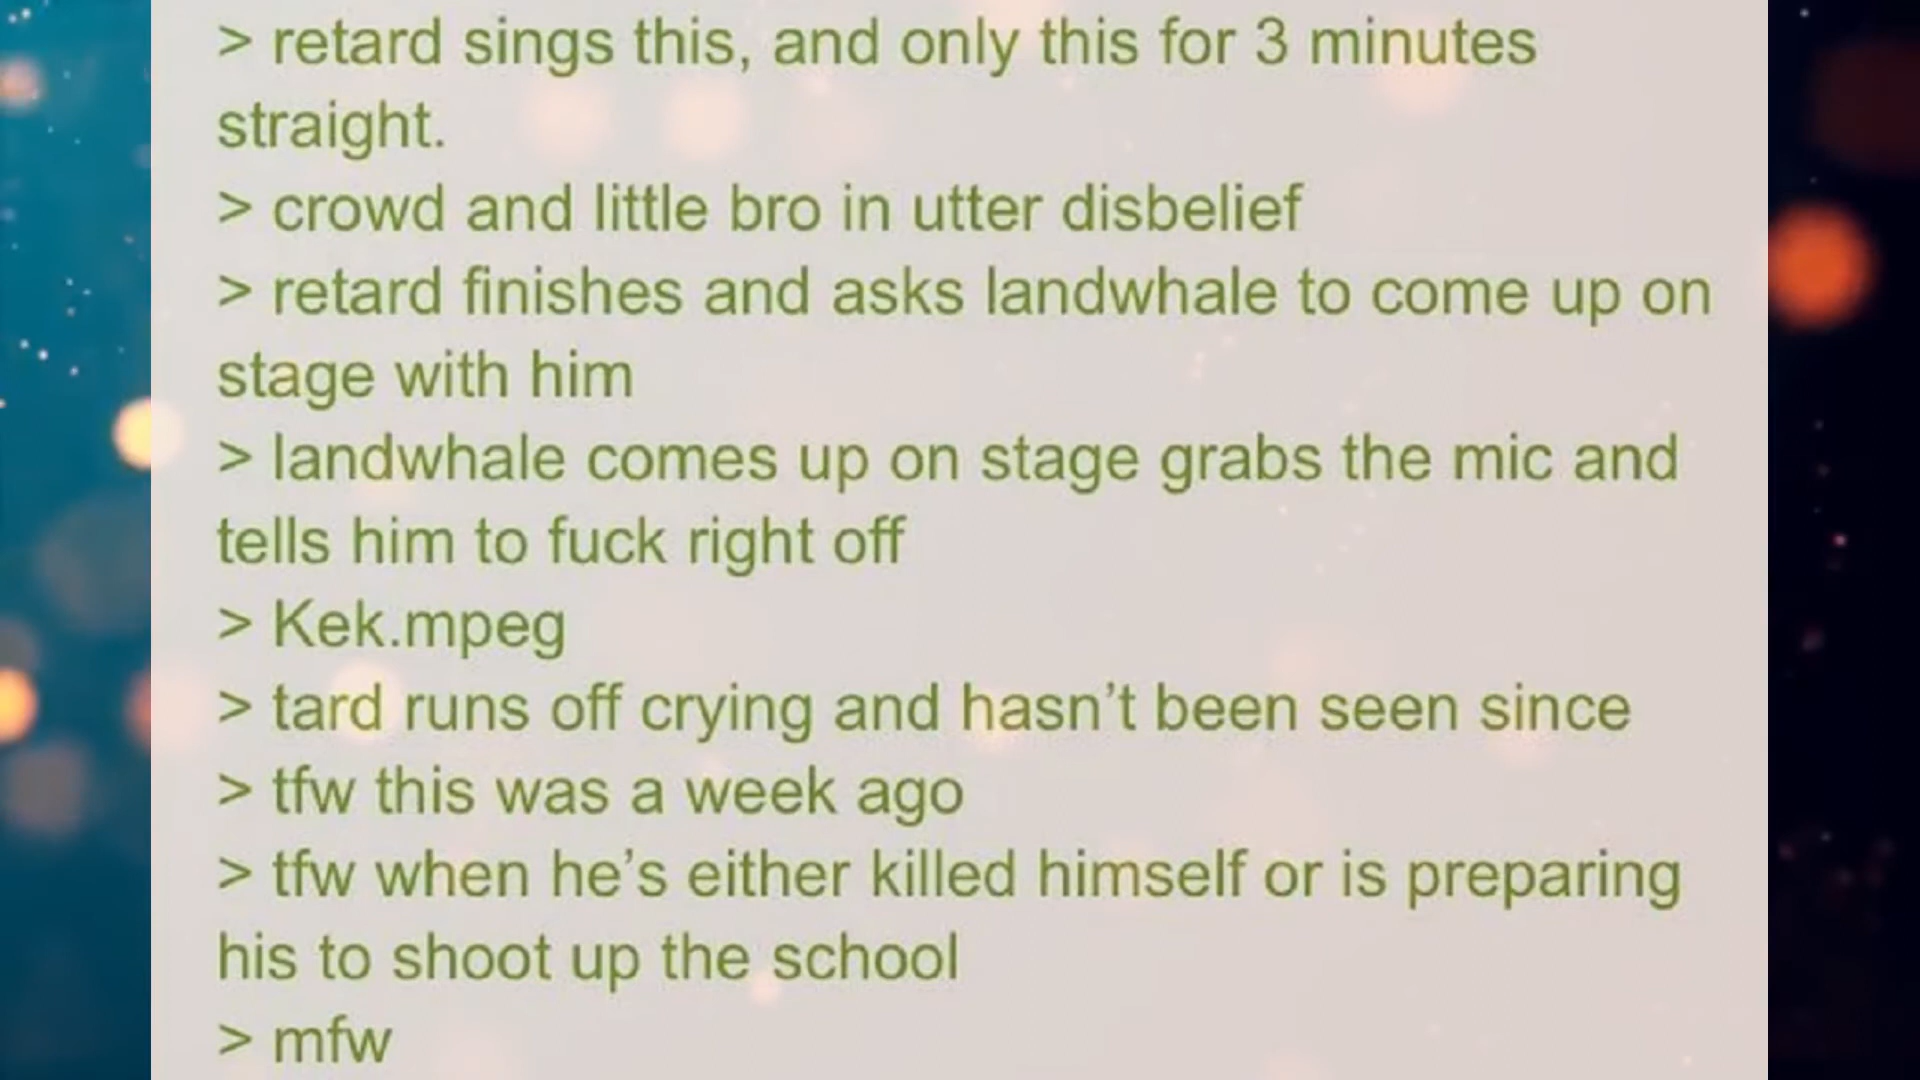 > retard sings this, and only this for 3 minutes
straight.
> crowd and little bro in utter disbelief
> retard finishes and asks landwhale to come up on
stage with him
> landwhale comes up on stage grabs the mic and
tells him to fuck right off
> Kek.mpeg
> tard runs off crying and hasn’t been seen since
> tfw this was a week ago
> tfw when he’s either killed himself or is preparing
his to shoot up the school
> mfw